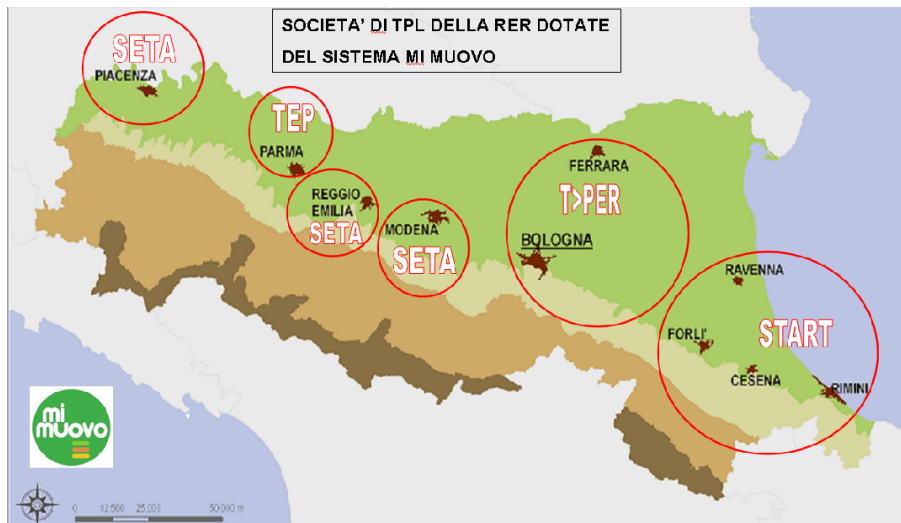 SOCIETA' DI TPL DELLA RER DOTATE
DEL SISTEMA MI MUOVO
SETA
PIACENZA
TEP
PARMA
REGGIO
EMILIA
SETA
MODENA
SETA
FERRARA
T>PER
BOLOGNA
RAVENNA
FORLI'
START
CESENA
RIMINI
mi
muovo
0 12.500 25.000 50.000 m